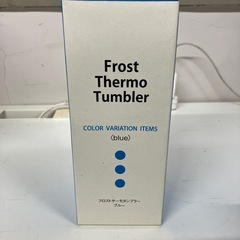 Frost
Thermo
Tumbler
COLOR VARIATION ITEMS
(blue)
フロストサーモタンブラー
ブルー